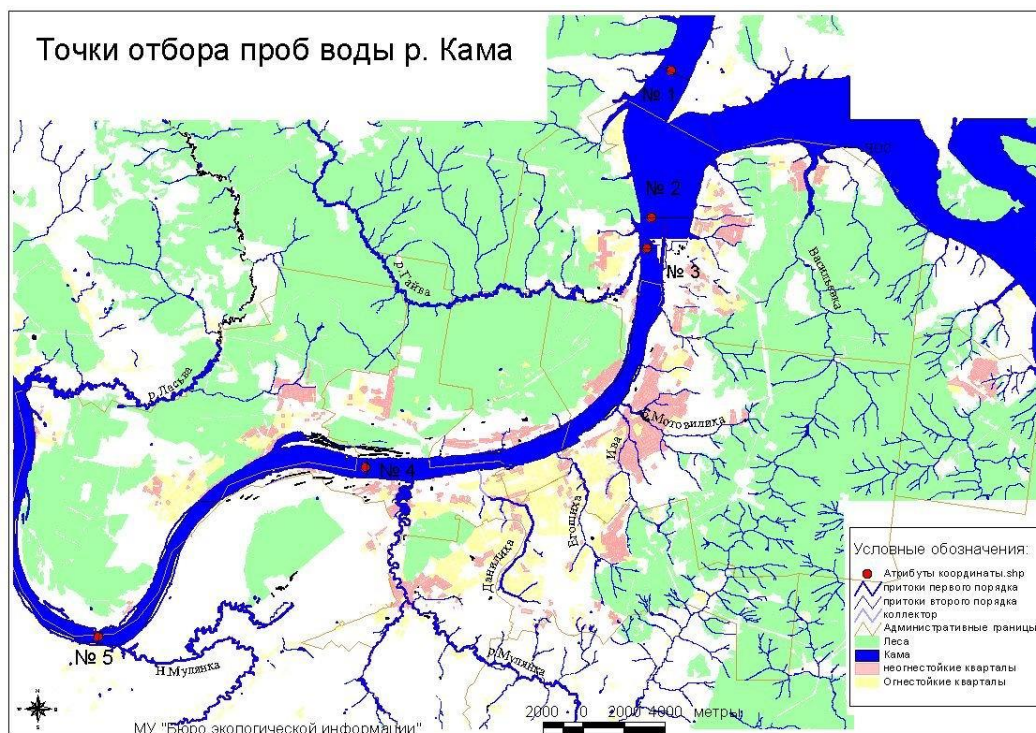 Точки отбора проб воды р. Кама
№ 1
№ 2
№ 3
р.Гайва
Васильевка
р.Ласьва
Б.Мотовилиха
Ива
№ 4
Егошиха
Данилиха
№ 5
Н.Мулянка
р.Мулянка
Условные обозначения:
Атрибуты координаты.shp
притоки первого порядка
притоки второго порядка
коллектор
Административные границы
Леса
Кама
неогнестойкие кварталы
Огнестойкие кварталы
2000 0 2000 4000 метры
МУ "Бюро экологической информации"